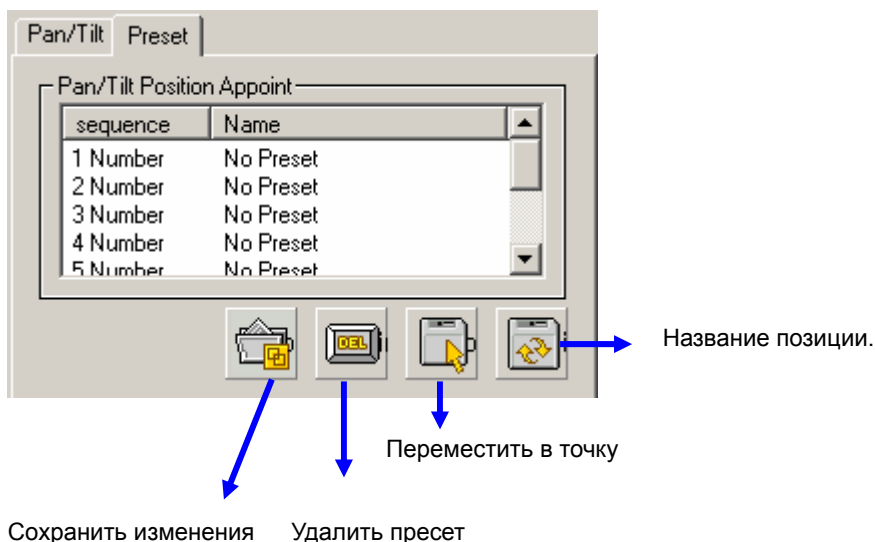 Pan/Tilt Preset
Pan/Tilt Position Appoint
sequence Name
1 Number No Preset
2 Number No Preset
3 Number No Preset
4 Number No Preset
5 Number No Preset
DEL
Название позиции.
Переместить в точку
Сохранить изменения Удалить пресет